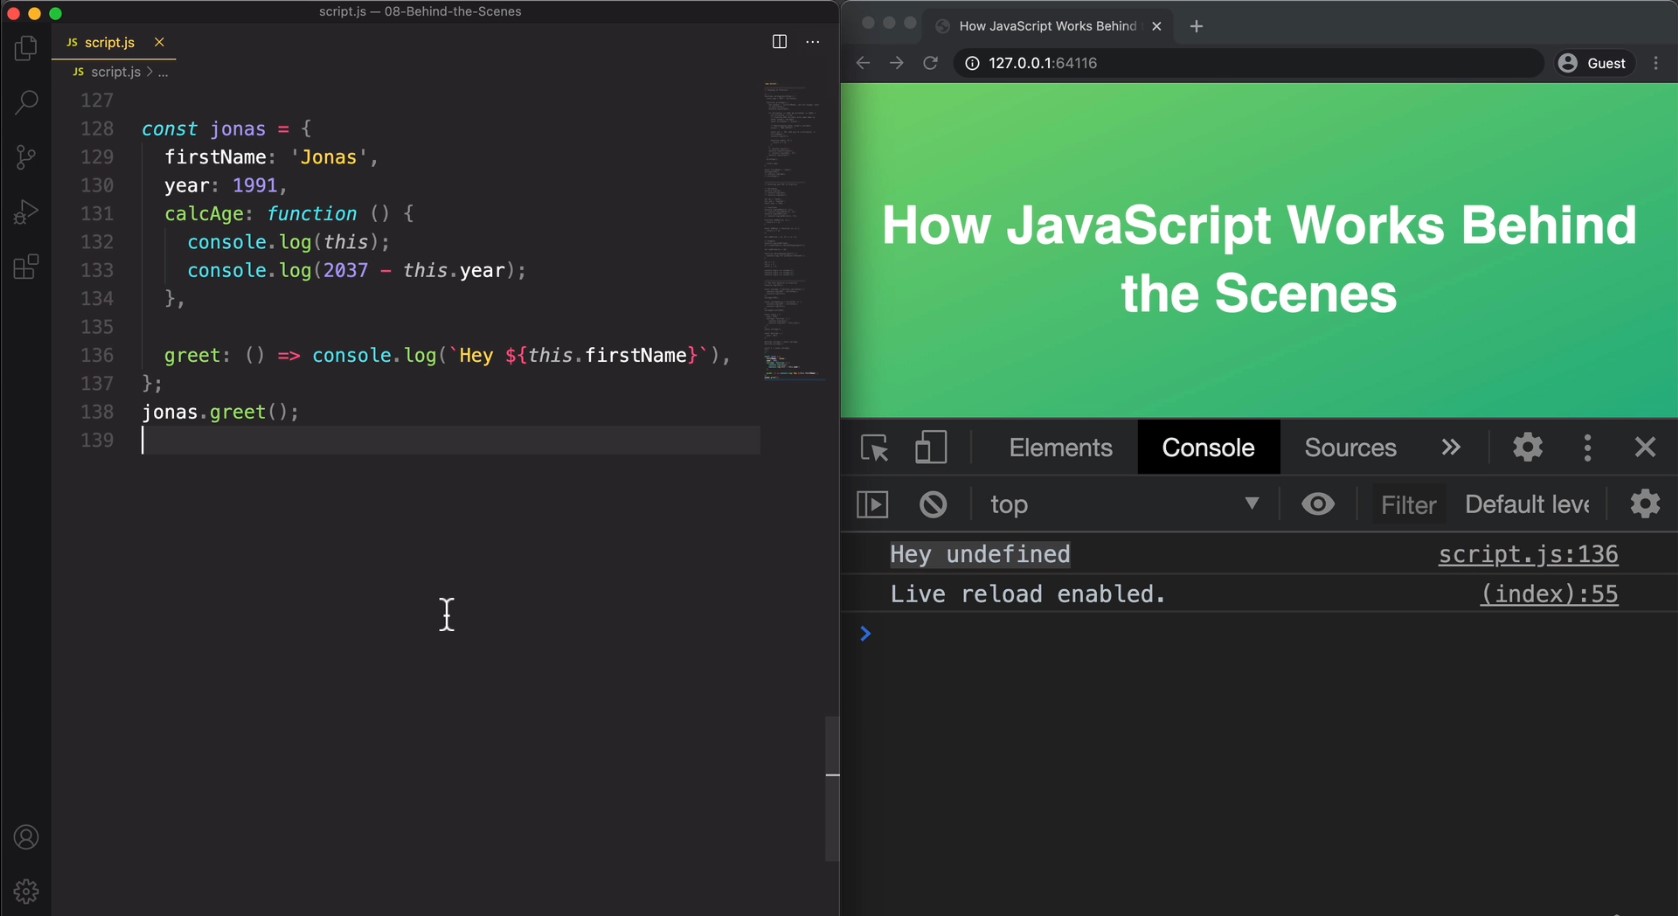 script.js — 08-Behind-the-Scenes
JS script.js
JS script.js > ...
127
128 const jonas = {
129 firstName: 'Jonas',
130 year: 1991,
131 calcAge: function () {
132 console.log(this);
133 console.log(2037 - this.year);
134 },
135
136 greet: () => console.log(`Hey ${this.firstName}`),
137 };
138 jonas.greet();
139
How JavaScript Works Behind
127.0.0.1:64116
Guest
How JavaScript Works Behind
the Scenes
Elements Console Sources
top Filter Default leve
Hey undefined script.js:136
Live reload enabled. (index):55